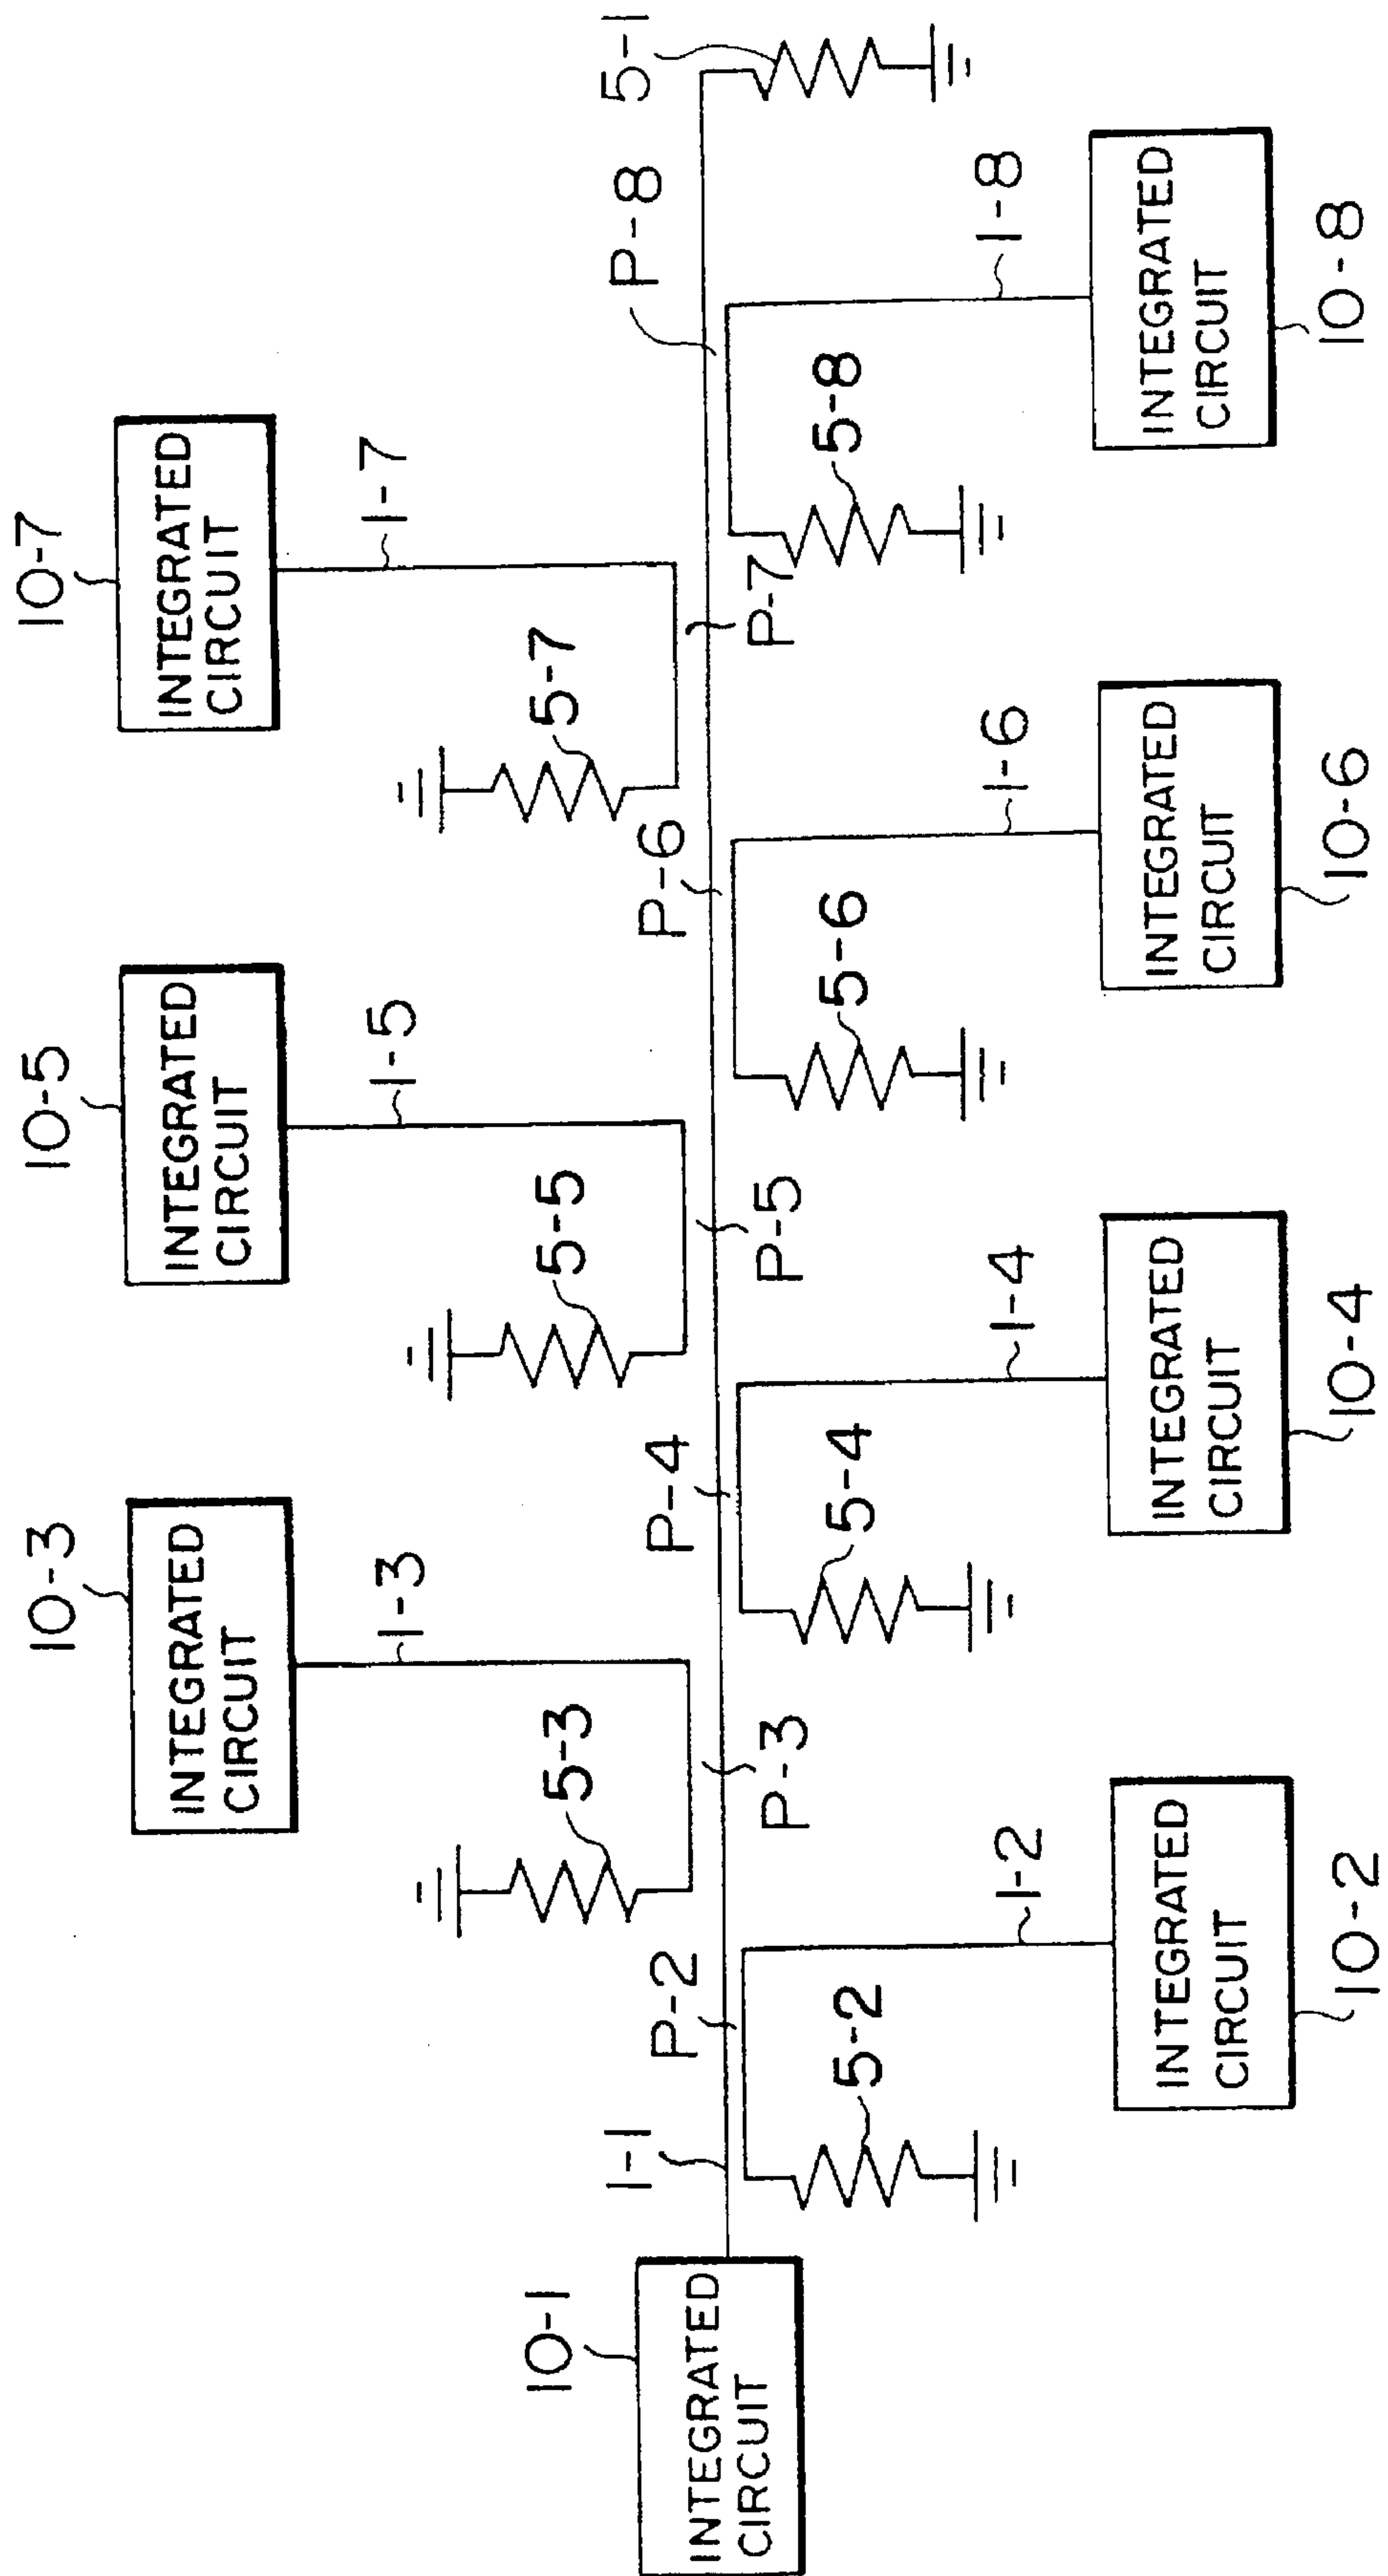 10-3
INTEGRATED
CIRCUIT
1-3
5-3
10-5
INTEGRATED
CIRCUIT
1-5
5-5
10-7
INTEGRATED
CIRCUIT
1-7
5-7
10-1
INTEGRATED
CIRCUIT
1-1
P-2
P-3
P-4
P-5
P-6
P-7
P-8
5-1
5-2
1-2
INTEGRATED
CIRCUIT
10-2
5-4
1-4
INTEGRATED
CIRCUIT
10-4
5-6
1-6
INTEGRATED
CIRCUIT
10-6
5-8
1-8
INTEGRATED
CIRCUIT
10-8